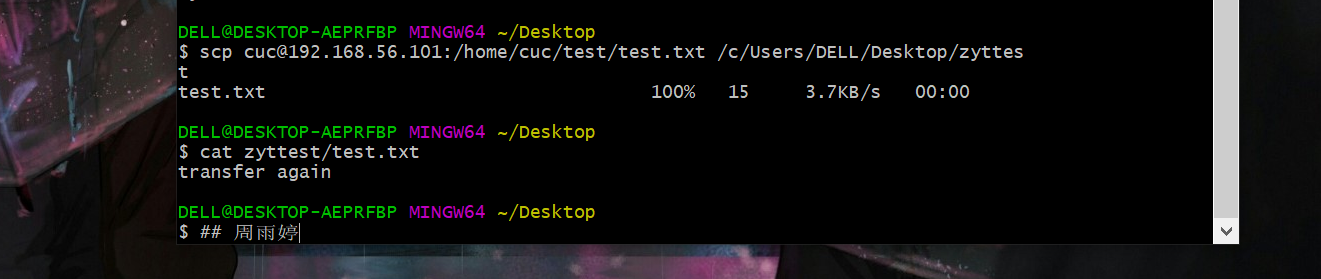 DELL@DESKTOP-AEPRFBP MINGW64 ~/Desktop
$ scp cuc@192.168.56.101:/home/cuc/test/test.txt /c/Users/DELL/Desktop/zyttes
t
test.txt 100% 15 3.7KB/s 00:00
DELL@DESKTOP-AEPRFBP MINGW64 ~/Desktop
$ cat zyttest/test.txt
transfer again
DELL@DESKTOP-AEPRFBP MINGW64 ~/Desktop
$ ## 周雨婷